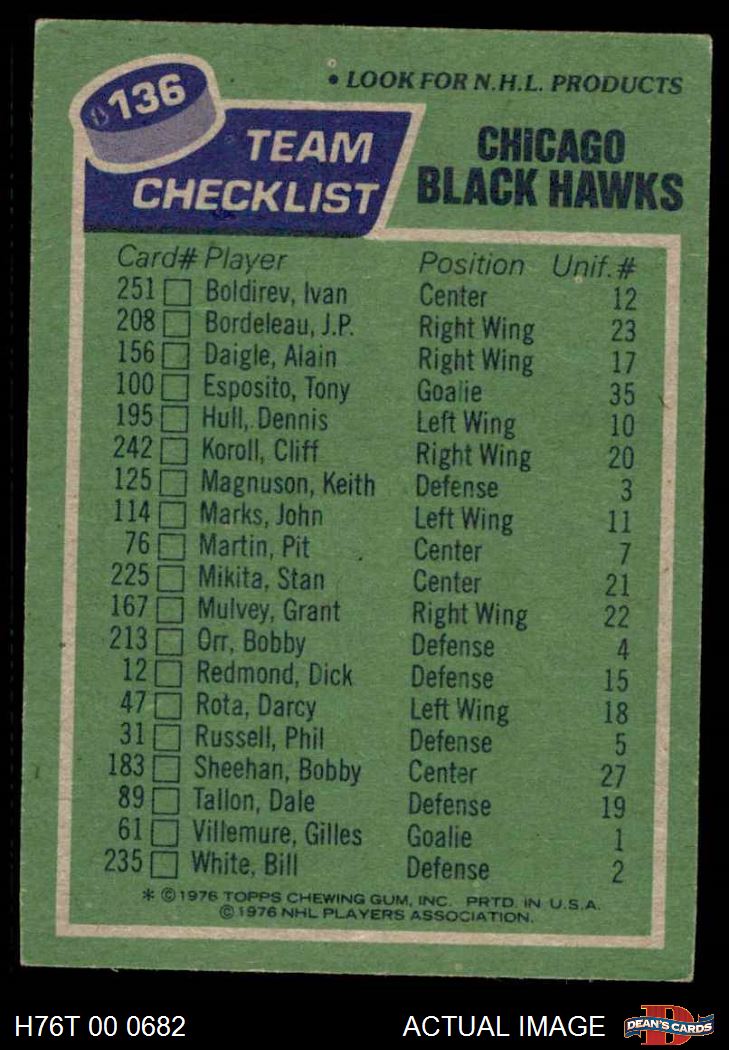 136
• LOOK FOR N.H.L. PRODUCTS
TEAM CHECKLIST
CHICAGO BLACK HAWKS
Card# Player Position Unif.#
251 Boldirev, Ivan Center 12
208 Bordeleau, J.P. Right Wing 23
156 Daigle, Alain Right Wing 17
100 Esposito, Tony Goalie 35
195 Hull, Dennis Left Wing 10
242 Koroll, Cliff Right Wing 20
125 Magnuson, Keith Defense 3
114 Marks, John Left Wing 11
76 Martin, Pit Center 7
225 Mikita, Stan Center 21
167 Mulvey, Grant Right Wing 22
213 Orr, Bobby Defense 4
12 Redmond, Dick Defense 15
47 Rota, Darcy Left Wing 18
31 Russell, Phil Defense 5
183 Sheehan, Bobby Center 27
89 Tallon, Dale Defense 19
61 Villemure, Gilles Goalie 1
235 White, Bill Defense 2
* ©1976 TOPPS CHEWING GUM, INC. PRTD. IN U.S.A.
©1976 NHL PLAYERS ASSOCIATION.
H76T 00 0682 ACTUAL IMAGE
D
DEAN'S CARDS